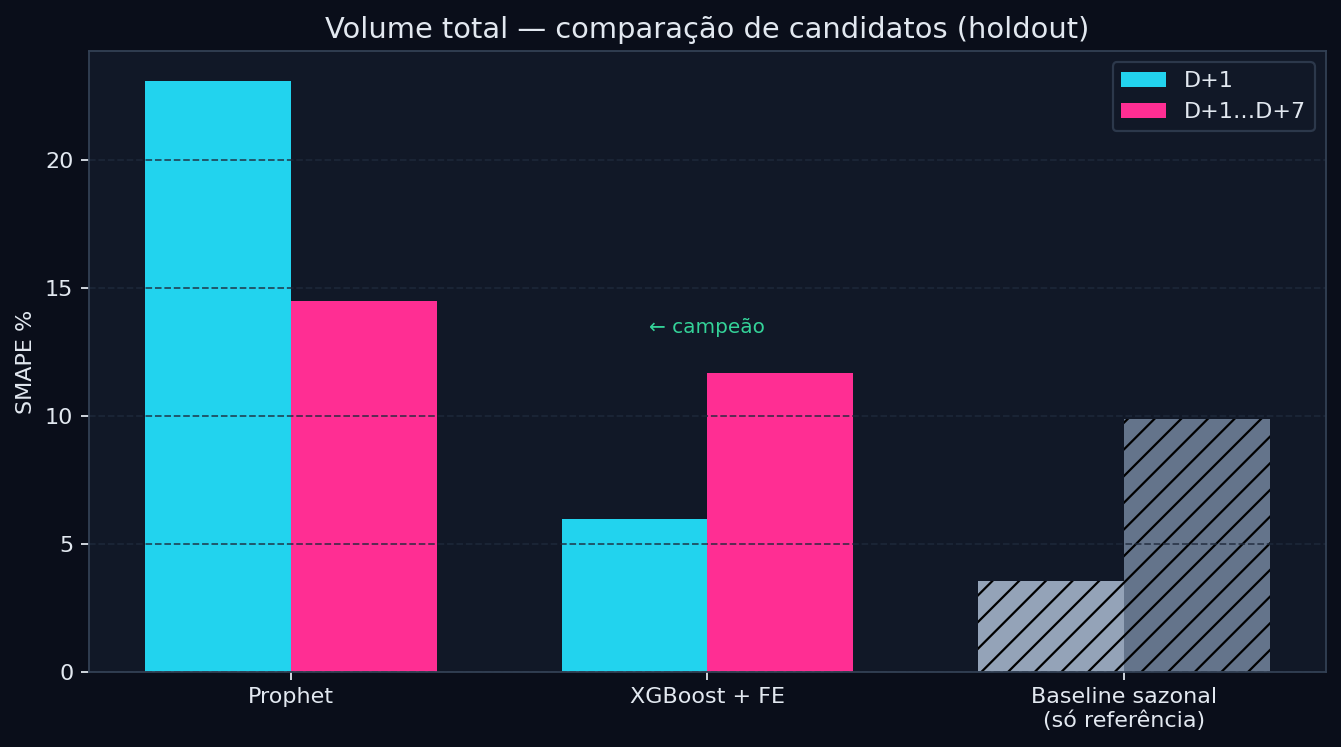 Volume total — comparação de candidatos (holdout)
D+1
D+1…D+7
SMAPE %
20
15
10
5
0
← campeão
Prophet
XGBoost + FE
Baseline sazonal
(só referência)